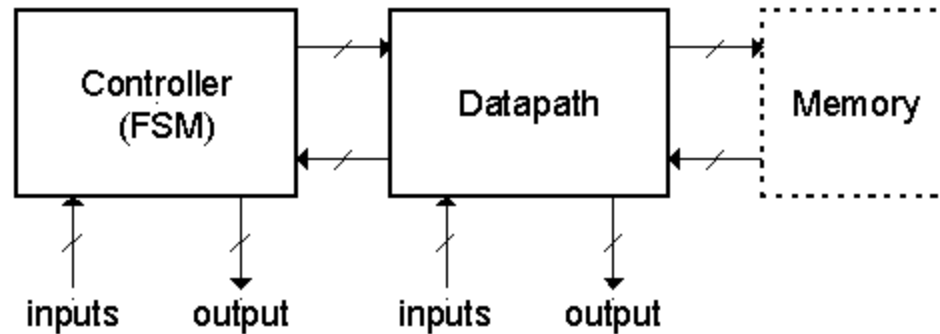 Controller
(FSM)
Datapath
Memory
inputs
output
inputs
output